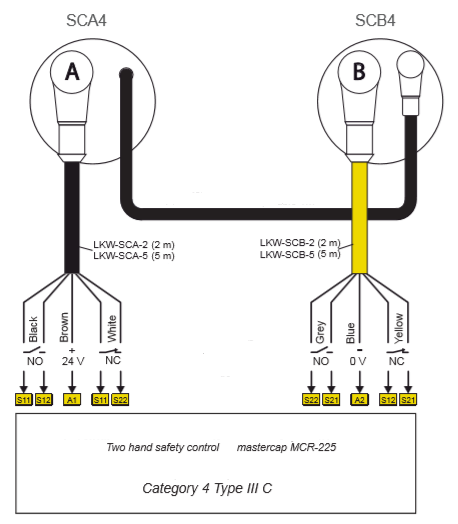 SCA4 SCB4
A B
LKW-SCA-2 (2 m) LKW-SCB-2 (2 m)
LKW-SCA-5 (5 m) LKW-SCB-5 (5 m)
Black Brown White Grey Blue Yellow
+ −
NO 24 V NC NO 0 V NC
S11 S12 A1 S11 S22 S22 S21 A2 S12 S21
Two hand safety control mastercap MCR-225
Category 4 Type III C